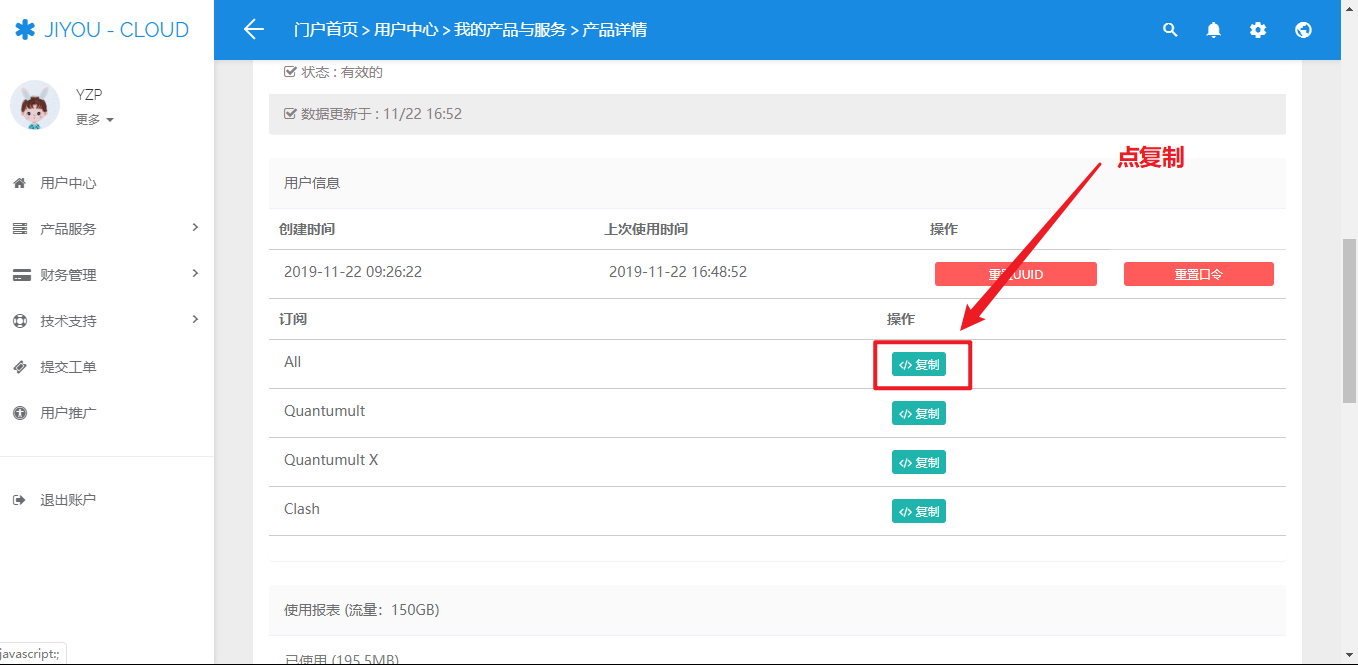 JIYOU - CLOUD
门户首页 > 用户中心 > 我的产品与服务 > 产品详情
YZP
更多
用户中心
产品服务
财务管理
技术支持
提交工单
用户推广
退出账户
javascript:;
状态 : 有效的
数据更新于 : 11/22 16:52
点复制
用户信息
创建时间 上次使用时间 操作
2019-11-22 09:26:22 2019-11-22 16:48:52 重置UUID 重置口令
订阅 操作
All </> 复制
Quantumult </> 复制
Quantumult X </> 复制
Clash </> 复制
使用报表 (流量：150GB)
已使用 (195.5MB)